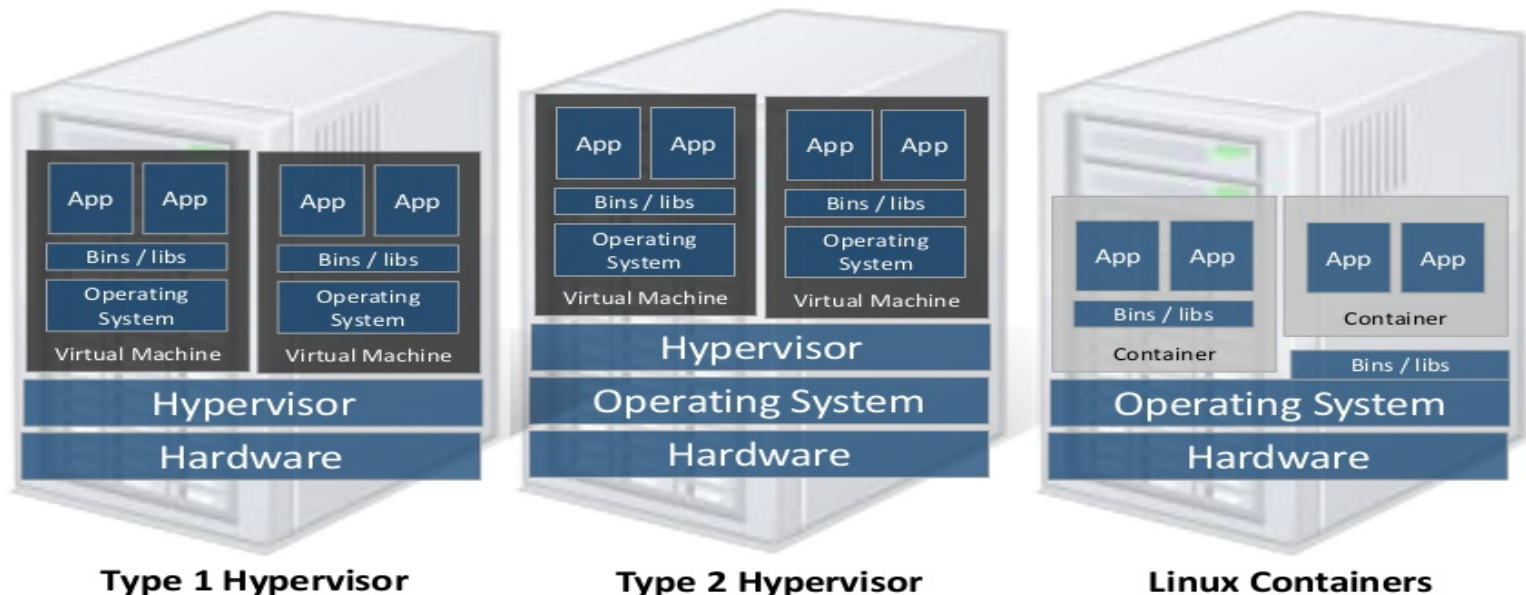 App
App
Bins / libs
Operating
System
Virtual Machine
App
App
Bins / libs
Operating
System
Virtual Machine
Hypervisor
Hardware
Type 1 Hypervisor
App
App
Bins / libs
Operating
System
Virtual Machine
App
App
Bins / libs
Operating
System
Virtual Machine
Hypervisor
Operating System
Hardware
Type 2 Hypervisor
App
App
Bins / libs
Container
App
App
Container
Bins / libs
Operating System
Hardware
Linux Containers